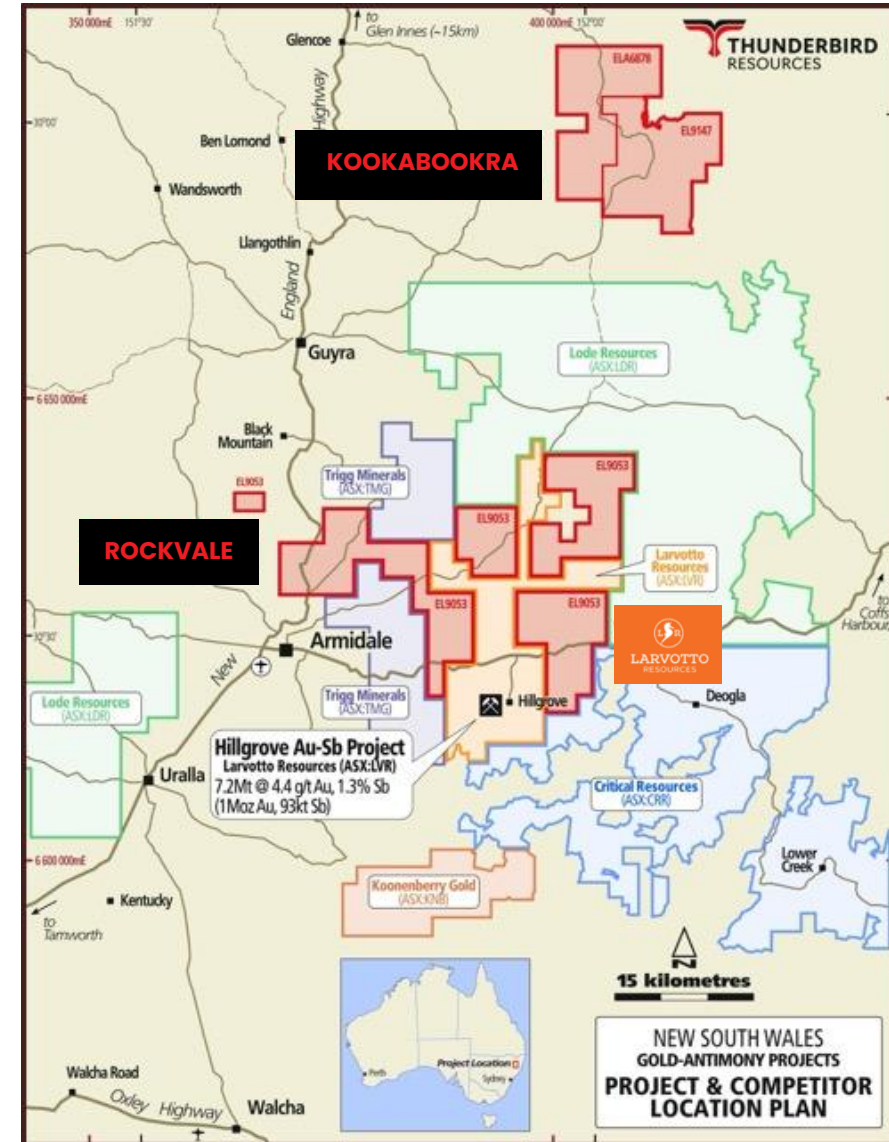 350 000mE
151°30'
to
Glen Innes (~15km)
400 000mE
152°00'
THUNDERBIRD
RESOURCES
Glencoe
Highway
ELA6878
EL9147
30°00'
Ben Lomond
KOOKABOOKRA
Wandsworth
Llangothlin
England
Guyra
Lode Resources
(ASX:LDR)
6 650 000mE
Black
Mountain
Trigg Minerals
(ASX:TMG)
EL9053
EL9053
EL9053
ROCKVALE
Larvotto
Resources
(ASX:LVR)
EL9053
EL9053
to
Coffs
Harbour
LR
LARVOTTO
RESOURCES
Armidale
New
Trigg Minerals
(ASX:TMG)
Hillgrove
Deogla
Lode Resources
(ASX:LDR)
Hillgrove Au-Sb Project
Larvotto Resources (ASX:LVR)
7.2Mt @ 4.4 g/t Au, 1.3% Sb
(1Moz Au, 93kt Sb)
Uralla
Critical Resources
(ASX:CRR)
6 600 000mE
Koonenberry Gold
(ASX:KNB)
Lower
Creek
Kentucky
to
Tamworth
N
15 kilometres
Project Location
Perth
Sydney
NEW SOUTH WALES
GOLD-ANTIMONY PROJECTS
PROJECT & COMPETITOR
LOCATION PLAN
Walcha Road
Oxley Highway
Walcha